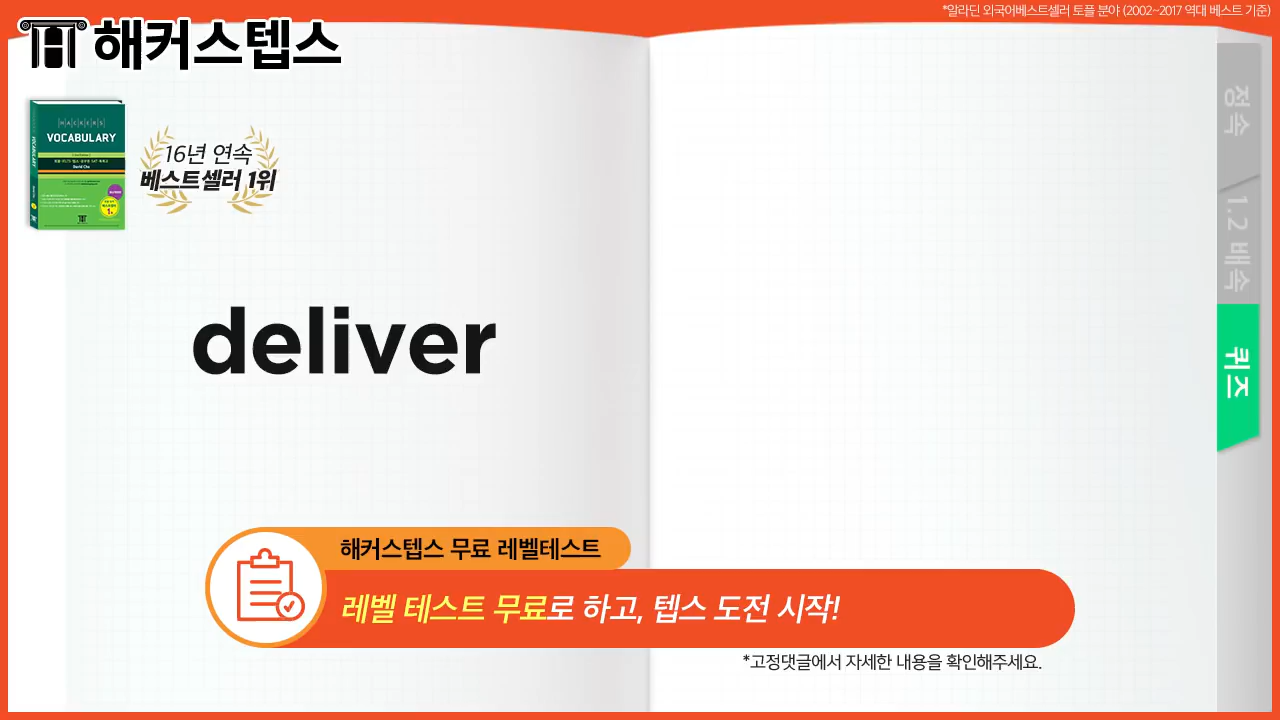 *알라딘 외국어베스트셀러 토플 분야 (2002~2017 역대 베스트 기준)
해커스텝스
HACKERS
VOCABULARY
16년 연속
베스트셀러 1위
정속
1.2 배속
퀴즈
deliver
해커스텝스 무료 레벨테스트
레벨 테스트 무료로 하고, 텝스 도전 시작!
*고정댓글에서 자세한 내용을 확인해주세요.